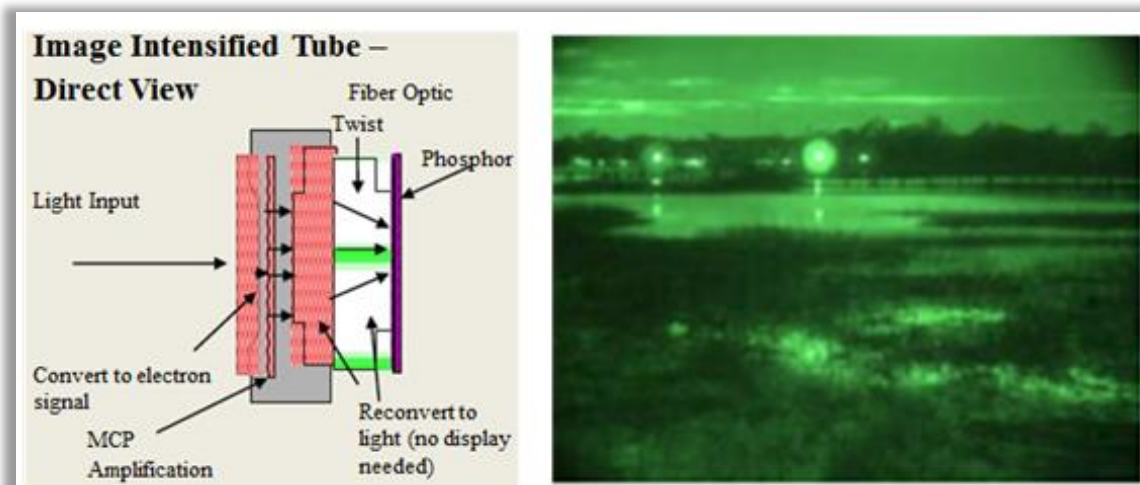 Image Intensified Tube –
Direct View
Fiber Optic
Twist
Phosphor
Light Input
Convert to electron
signal
MCP
Amplification
Reconvert to
light (no display
needed)